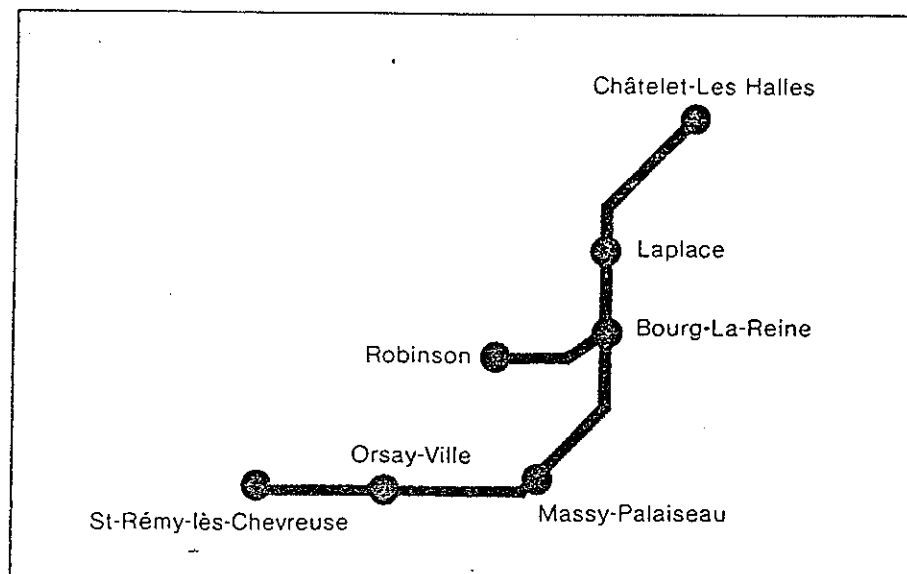 Châtelet-Les Halles
Laplace
Bourg-La-Reine
Robinson
Orsay-Ville
St-Rémy-lès-Chevreuse
Massy-Palaiseau